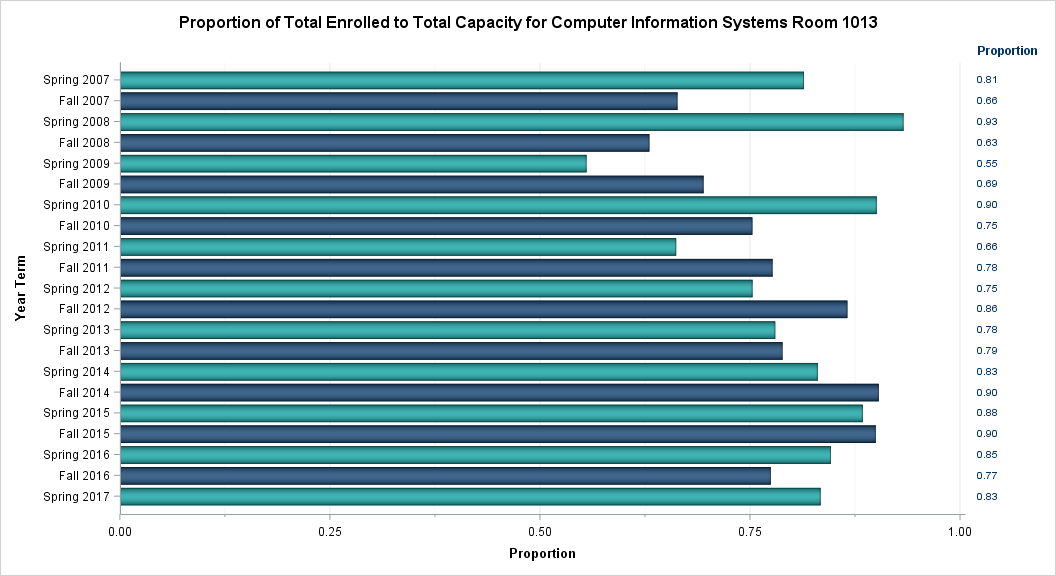 Proportion of Total Enrolled to Total Capacity for Computer Information Systems Room 1013
Proportion
Spring 2007 0.81
Fall 2007 0.66
Spring 2008 0.93
Fall 2008 0.63
Spring 2009 0.55
Fall 2009 0.69
Spring 2010 0.90
Fall 2010 0.75
Spring 2011 0.66
Fall 2011 0.78
Year Term
Spring 2012 0.75
Fall 2012 0.86
Spring 2013 0.78
Fall 2013 0.79
Spring 2014 0.83
Fall 2014 0.90
Spring 2015 0.88
Fall 2015 0.90
Spring 2016 0.85
Fall 2016 0.77
Spring 2017 0.83
0.00 0.25 0.50 0.75 1.00
Proportion